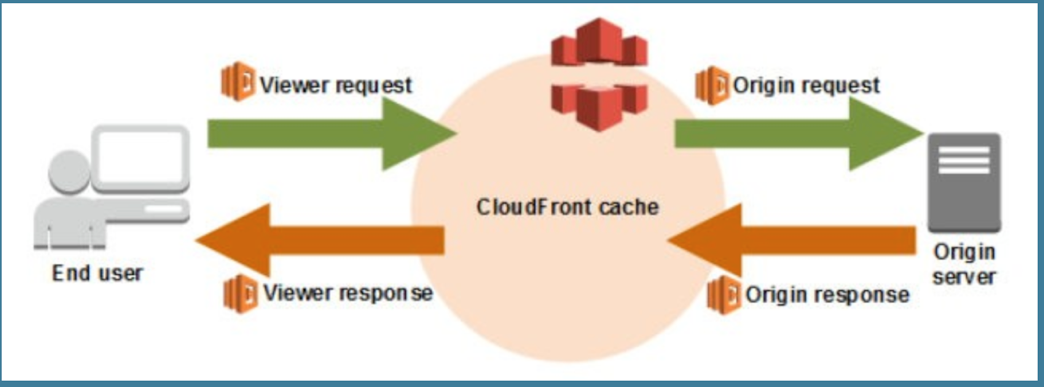 Viewer request
Origin request
CloudFront cache
End user
Viewer response
Origin
server
Origin response